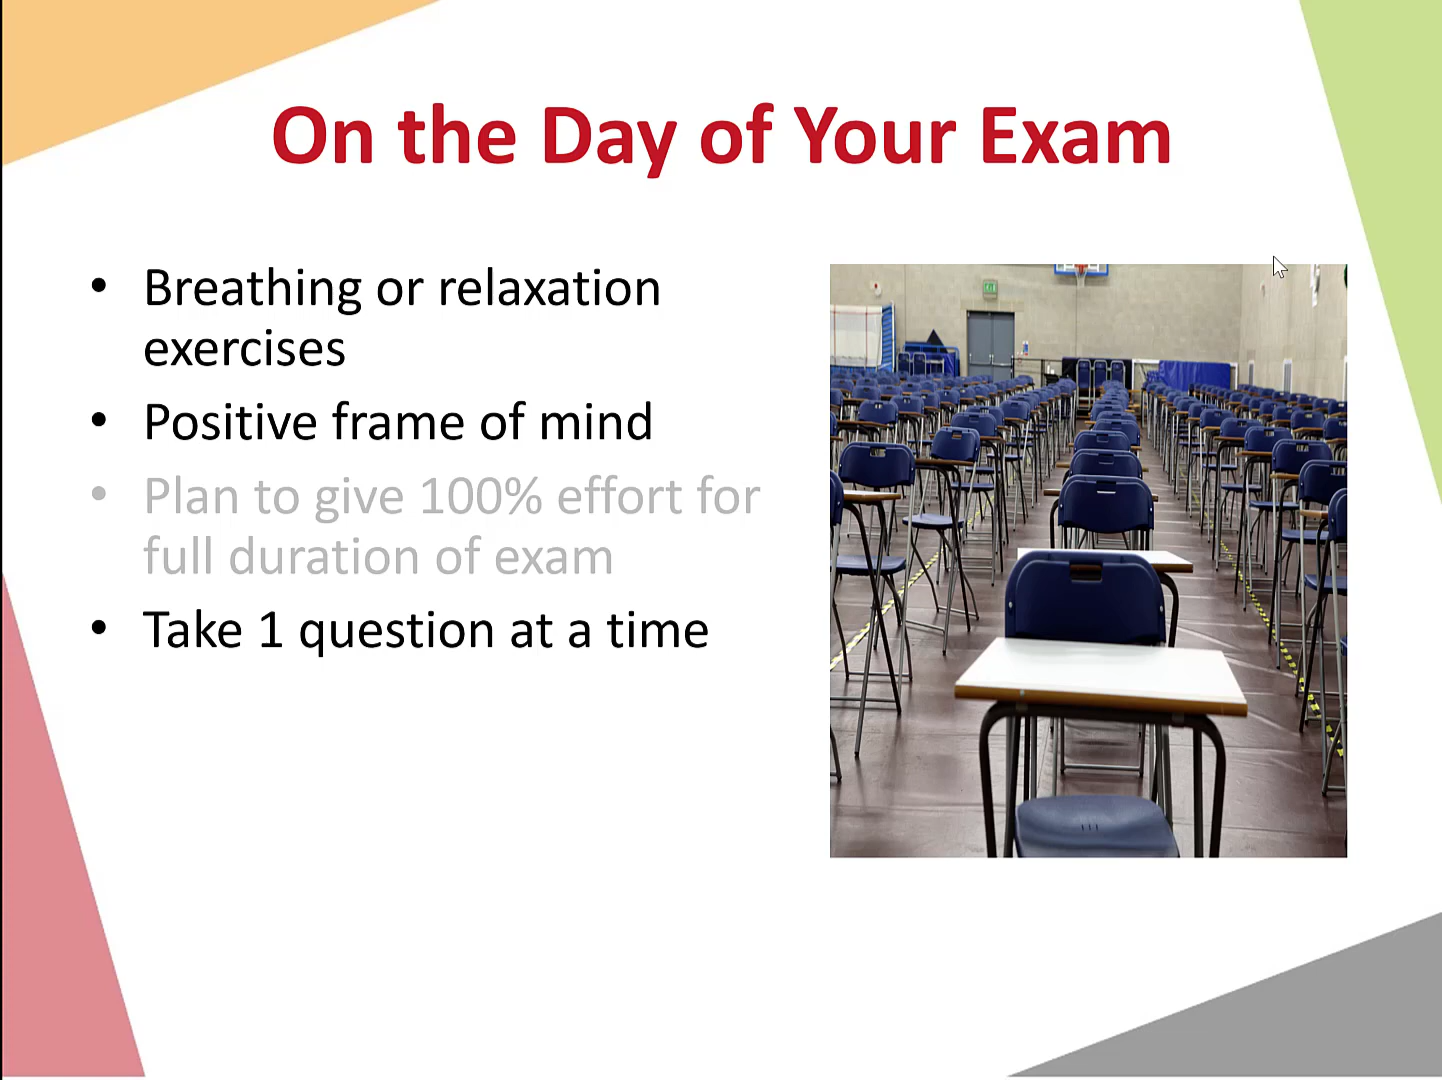 On the Day of Your Exam
• Breathing or relaxation
exercises
• Positive frame of mind
• Plan to give 100% effort for
full duration of exam
• Take 1 question at a time